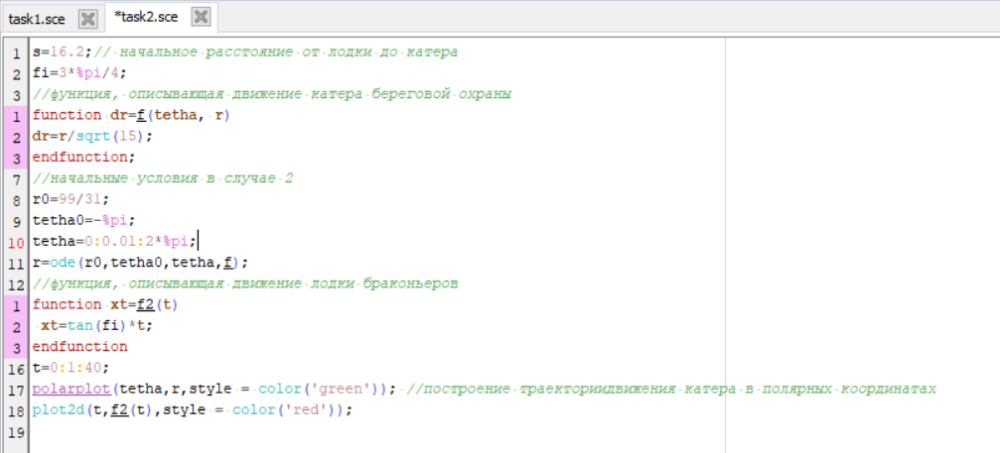 task1.sce *task2.sce
1 s=16.2;// начальное расстояние от лодки до катера
2 fi=3*%pi/4;
3 //функция, описывающая движение катера береговой охраны
1 function dr=f(tetha, r)
2 dr=r/sqrt(15);
3 endfunction;
7 //начальные условия в случае 2
8 r0=99/31;
9 tetha0=-%pi;
10 tetha=0:0.01:2*%pi;
11 r=ode(r0,tetha0,tetha,f);
12 //функция, описывающая движение лодки браконьеров
1 function xt=f2(t)
2 xt=tan(fi)*t;
3 endfunction
16 t=0:1:40;
17 polarplot(tetha,r,style = color('green')); //построение траекториидвижения катера в полярных координатах
18 plot2d(t,f2(t),style = color('red'));
19